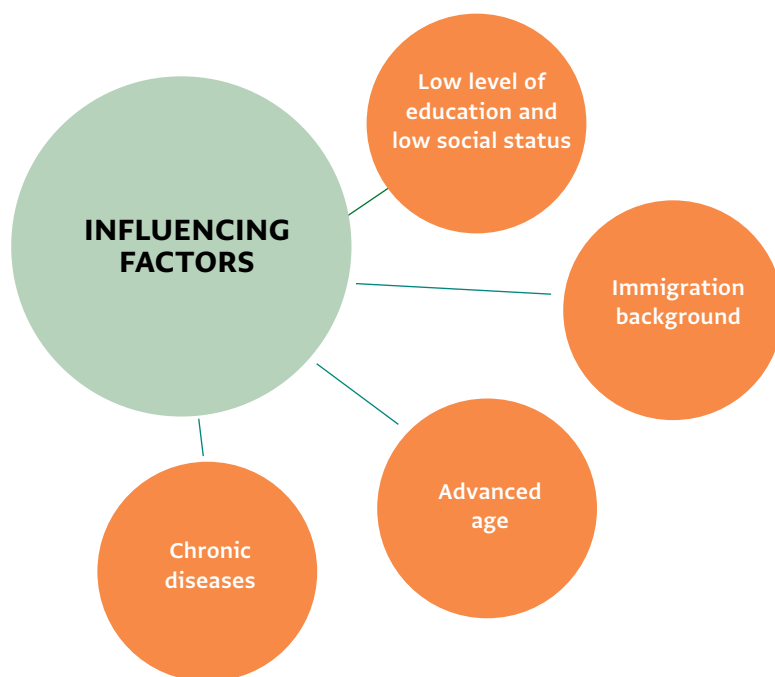 INFLUENCING
FACTORS
Low level of
education and
low social status
Immigration
background
Advanced
age
Chronic
diseases